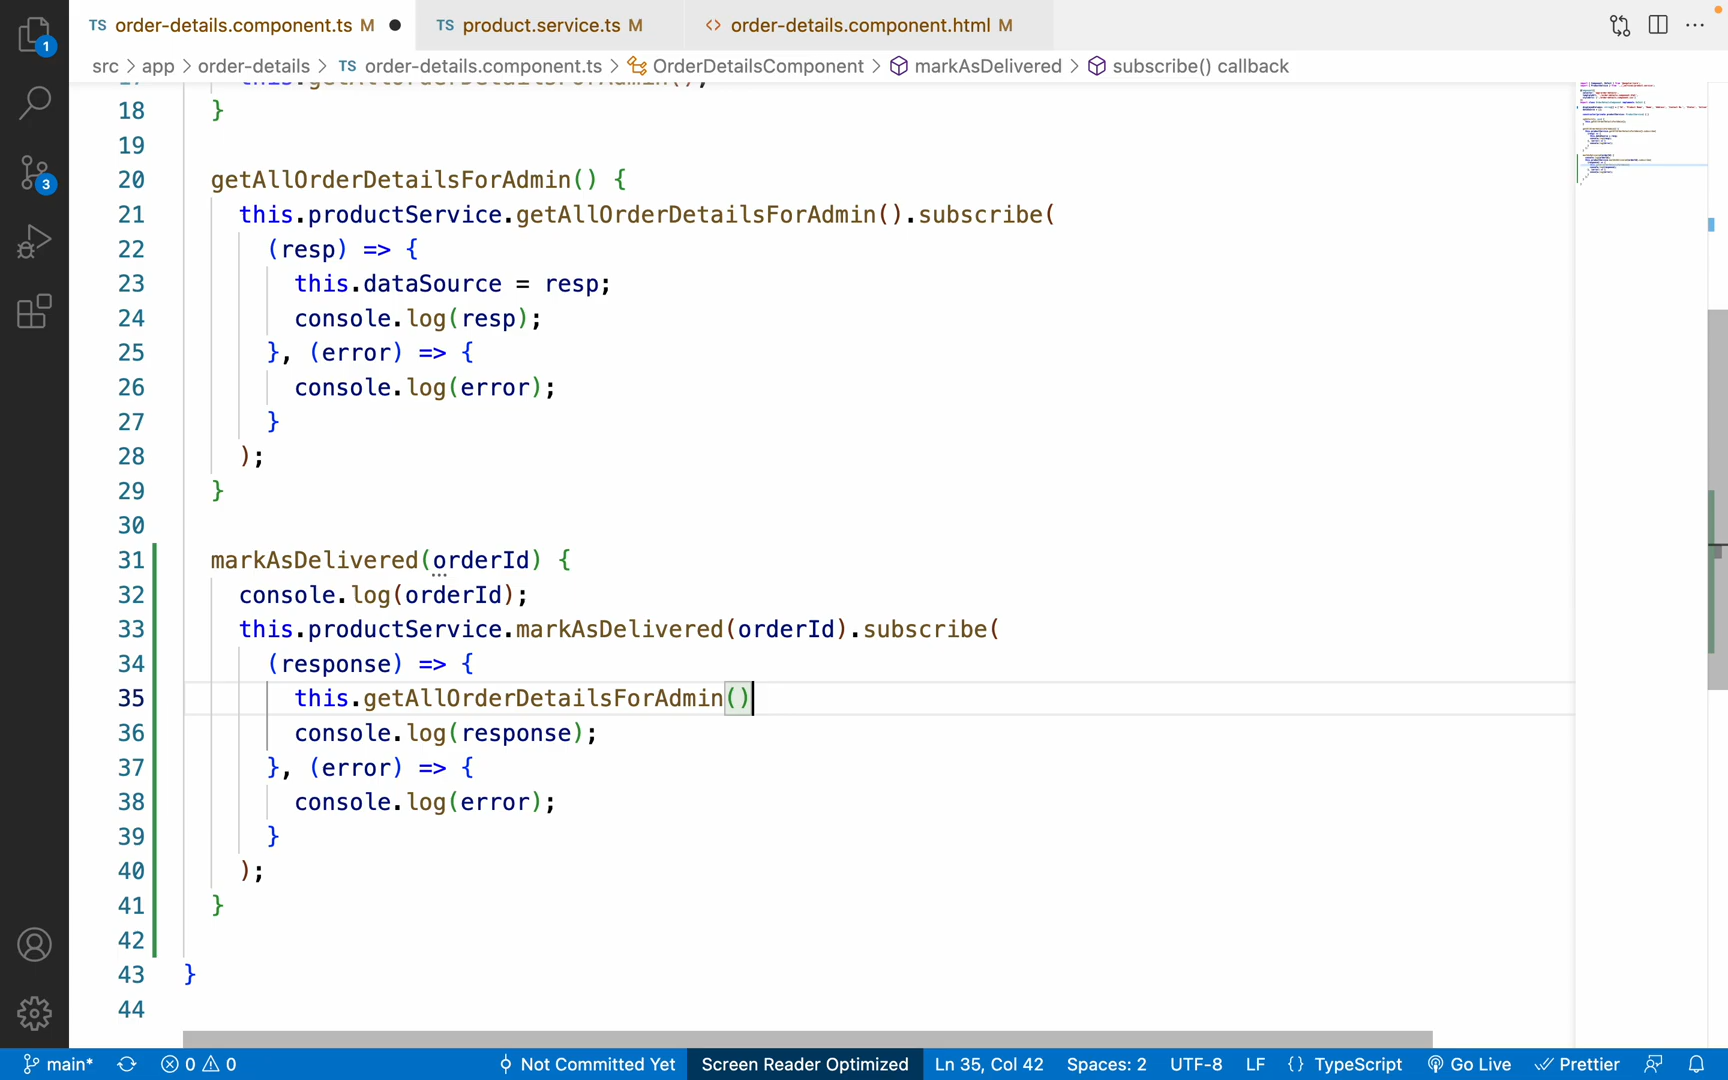 TS order-details.component.ts M ●
TS product.service.ts M
<> order-details.component.html M
src > app > order-details > TS order-details.component.ts > OrderDetailsComponent > markAsDelivered > subscribe() callback
1
3
17 this.getAllOrderDetailsForAdmin();
18 }
19
20 getAllOrderDetailsForAdmin() {
21 this.productService.getAllOrderDetailsForAdmin().subscribe(
22 (resp) => {
23 this.dataSource = resp;
24 console.log(resp);
25 }, (error) => {
26 console.log(error);
27 }
28 );
29 }
30
31 markAsDelivered(orderId) {
32 console.log(orderId);
33 this.productService.markAsDelivered(orderId).subscribe(
34 (response) => {
35 this.getAllOrderDetailsForAdmin()
36 console.log(response);
37 }, (error) => {
38 console.log(error);
39 }
40 );
41 }
42
43 }
44
main* 0 0 Not Committed Yet Screen Reader Optimized Ln 35, Col 42 Spaces: 2 UTF-8 LF {} TypeScript Go Live Prettier